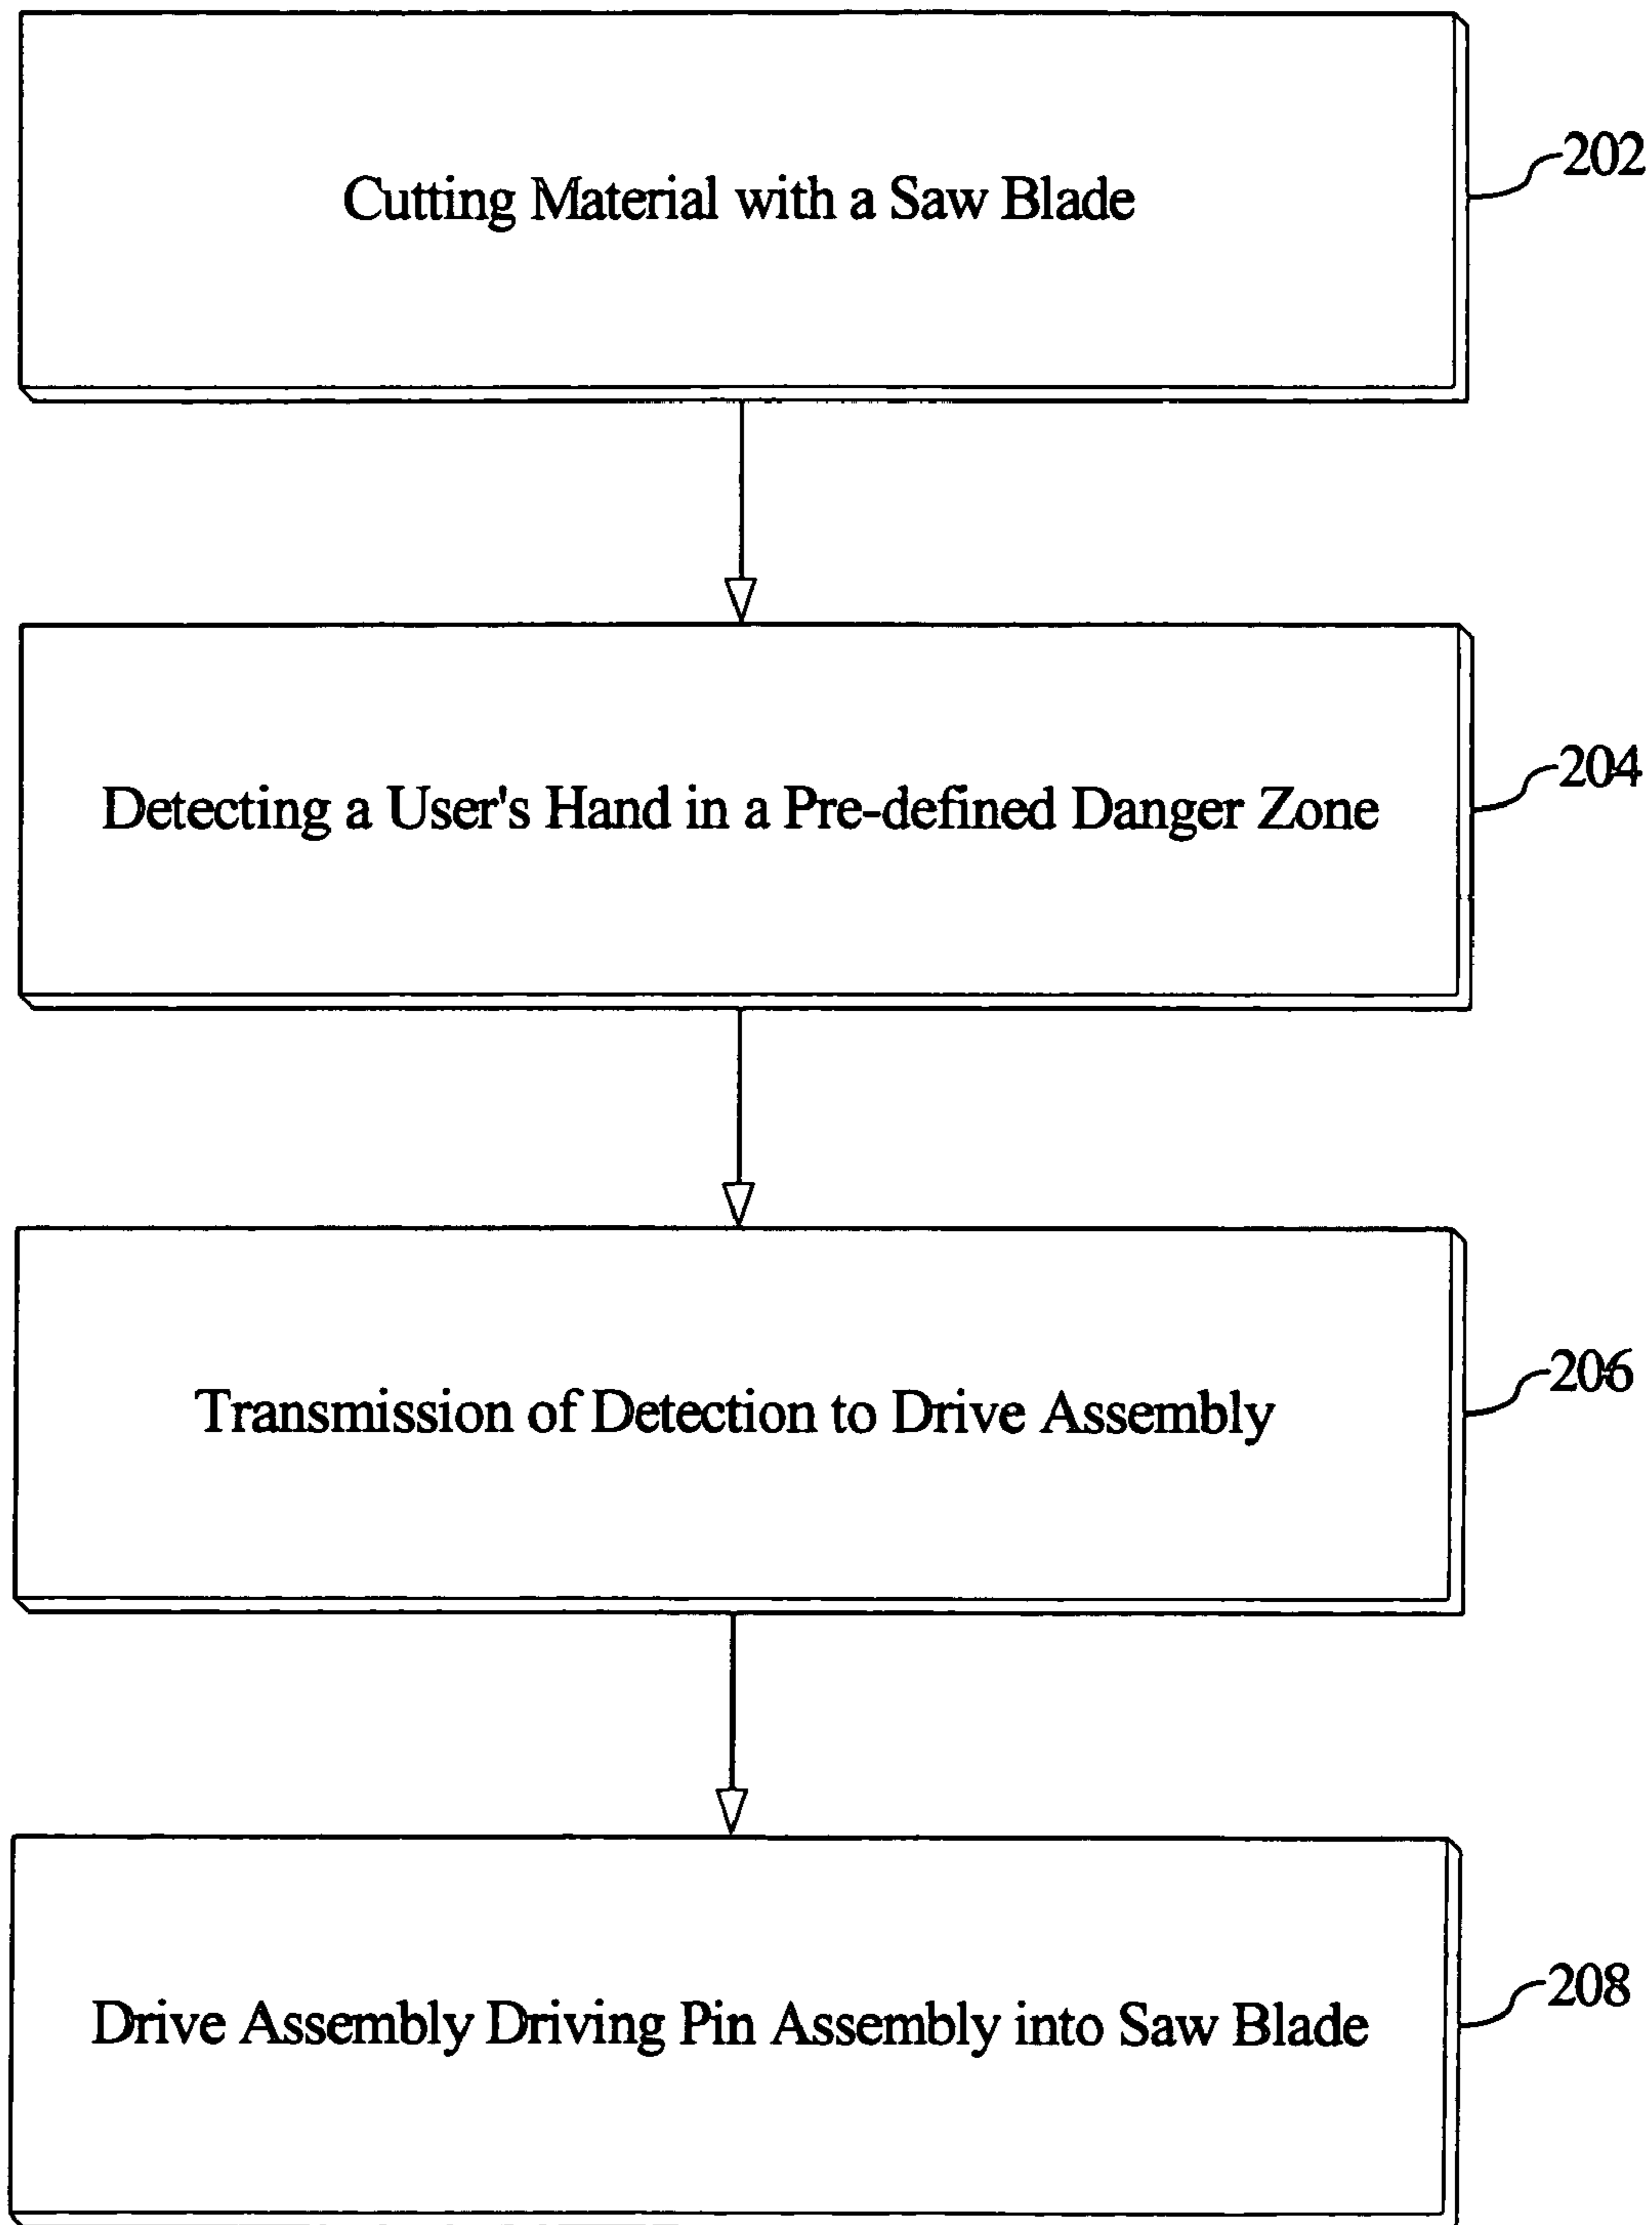 Cutting Material with a Saw Blade
202
Detecting a User's Hand in a Pre-defined Danger Zone
204
Transmission of Detection to Drive Assembly
206
Drive Assembly Driving Pin Assembly into Saw Blade
208